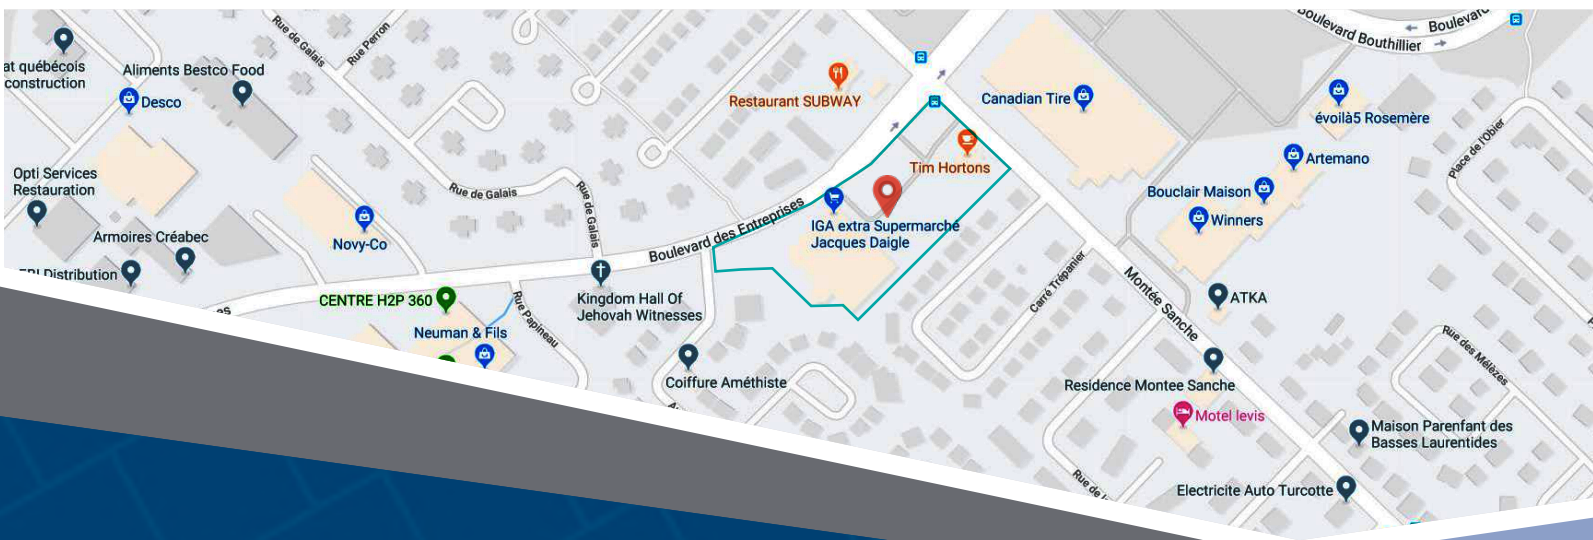 Boulevard Bouthillier
Boulevard
Rue de Galais
Rue Perron
at québécois
construction
Aliments Bestco Food
Desco
Restaurant SUBWAY
Canadian Tire
évoilà5 Rosemère
Artemano
Place de l'Obier
Tim Hortons
Opti Services
Restauration
Rue de Galais
Rue de Galais
Bouclair Maison
Winners
IGA extra Supermarché
Jacques Daigle
Boulevard des Entreprises
Novy-Co
Armoires Créabec
Distribution
CENTRE H2P 360
Kingdom Hall Of
Jehovah Witnesses
Carré Trépanier
Montée Sanche
ATKA
Neuman & Fils
Rue Papineau
Rue des Mélèzes
Coiffure Améthiste
Residence Montee Sanche
Motel levis
Maison Parenfant des
Basses Laurentides
Rue de l
Electricite Auto Turcotte